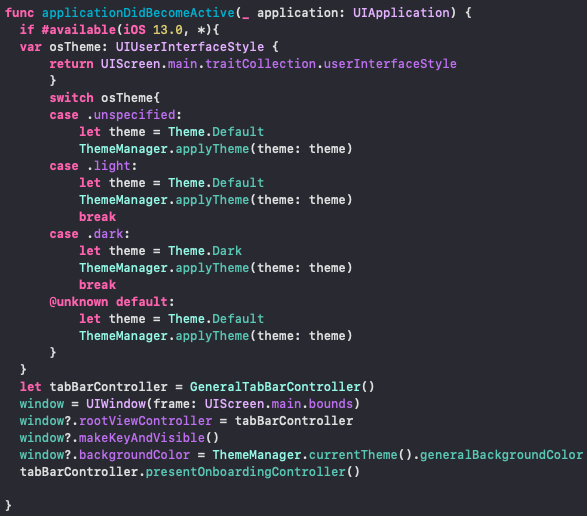 func applicationDidBecomeActive(_ application: UIApplication) {
if #available(iOS 13.0, *){
var osTheme: UIUserInterfaceStyle {
return UIScreen.main.traitCollection.userInterfaceStyle
}
switch osTheme{
case .unspecified:
let theme = Theme.Default
ThemeManager.applyTheme(theme: theme)
case .light:
let theme = Theme.Default
ThemeManager.applyTheme(theme: theme)
break
case .dark:
let theme = Theme.Dark
ThemeManager.applyTheme(theme: theme)
break
@unknown default:
let theme = Theme.Default
ThemeManager.applyTheme(theme: theme)
}
}
let tabBarController = GeneralTabBarController()
window = UIWindow(frame: UIScreen.main.bounds)
window?.rootViewController = tabBarController
window?.makeKeyAndVisible()
window?.backgroundColor = ThemeManager.currentTheme().generalBackgroundColor
tabBarController.presentOnboardingController()
}